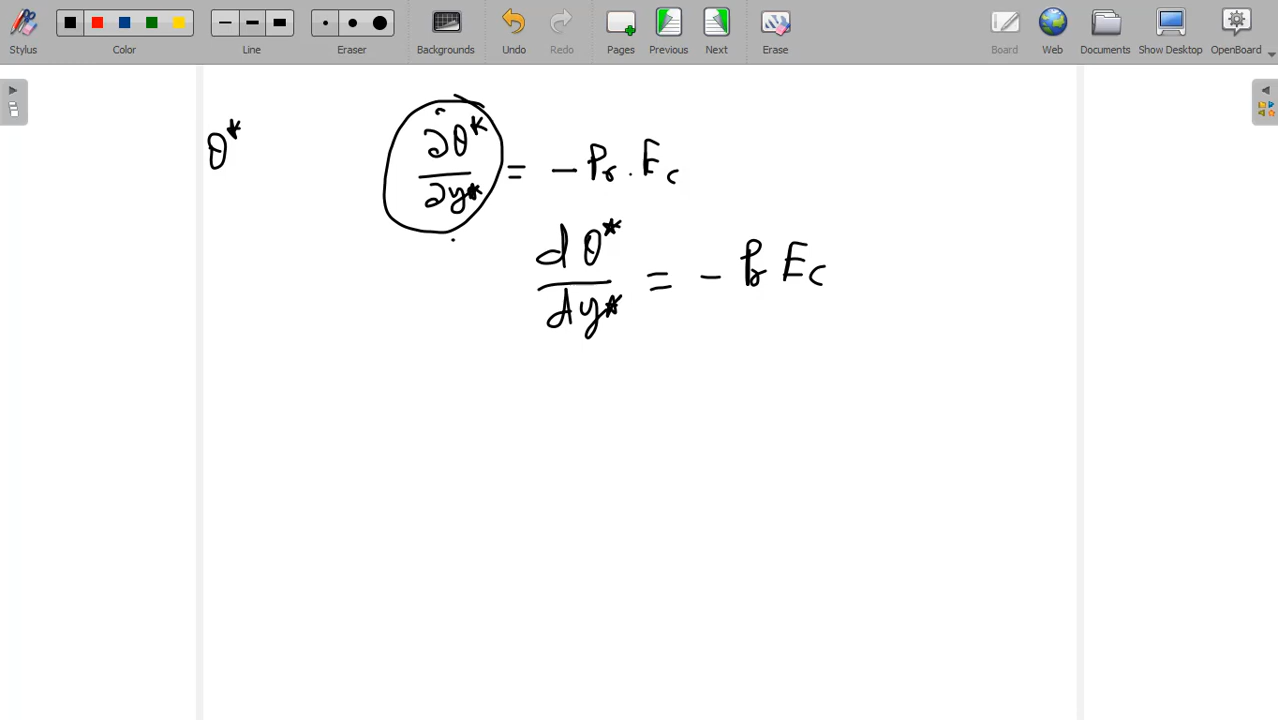 Stylus Color Line Eraser Backgrounds Undo Redo Pages Previous Next Erase Board Web Documents Show Desktop OpenBoard
θ* ∂θ*/∂y* = - Pr . Ec
dθ*/dy* = - Pr Ec